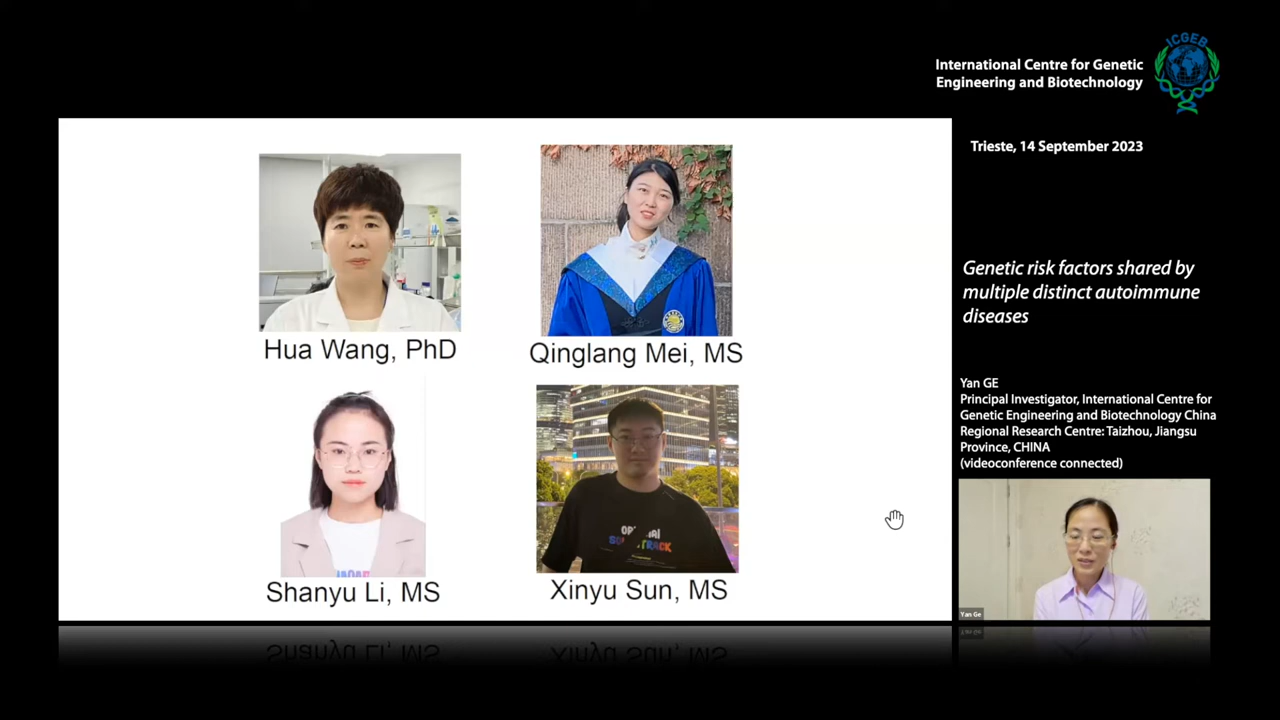 ICGEB
International Centre for Genetic
Engineering and Biotechnology
Trieste, 14 September 2023
Hua Wang, PhD
Qinglang Mei, MS
Shanyu Li, MS
Xinyu Sun, MS
Genetic risk factors shared by
multiple distinct autoimmune
diseases
Yan GE
Principal Investigator, International Centre for
Genetic Engineering and Biotechnology China
Regional Research Centre: Taizhou, Jiangsu
Province, CHINA
(videoconference connected)
Yan Ge